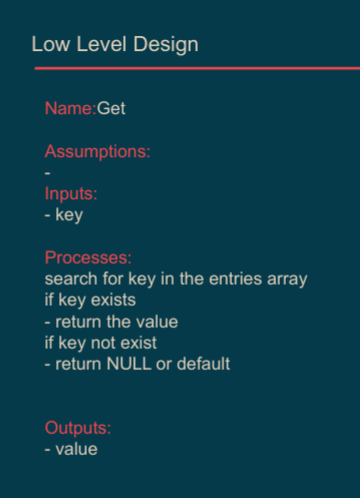 Low Level Design
Name:Get
Assumptions:
-
Inputs:
- key
Processes:
search for key in the entries array
if key exists
- return the value
if key not exist
- return NULL or default
Outputs:
- value